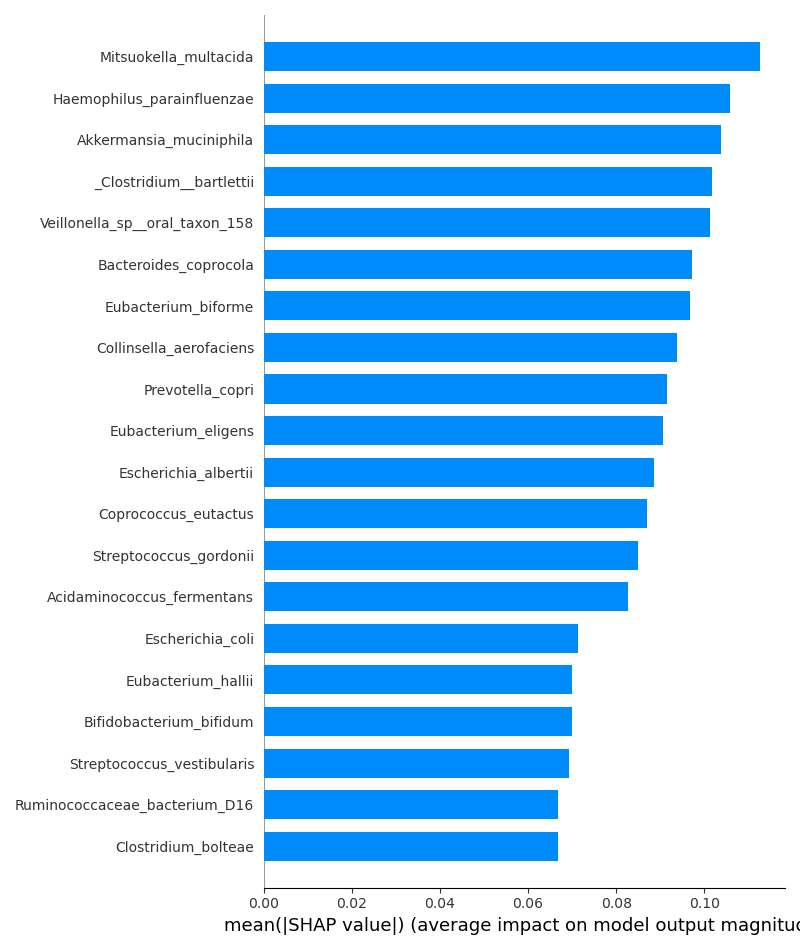 Mitsuokella_multacida
Haemophilus_parainfluenzae
Akkermansia_muciniphila
_Clostridium__bartlettii
Veillonella_sp__oral_taxon_158
Bacteroides_coprocola
Eubacterium_biforme
Collinsella_aerofaciens
Prevotella_copri
Eubacterium_eligens
Escherichia_albertii
Coprococcus_eutactus
Streptococcus_gordonii
Acidaminococcus_fermentans
Escherichia_coli
Eubacterium_hallii
Bifidobacterium_bifidum
Streptococcus_vestibularis
Ruminococcaceae_bacterium_D16
Clostridium_bolteae
0.00 0.02 0.04 0.06 0.08 0.10
mean(|SHAP value|) (average impact on model output